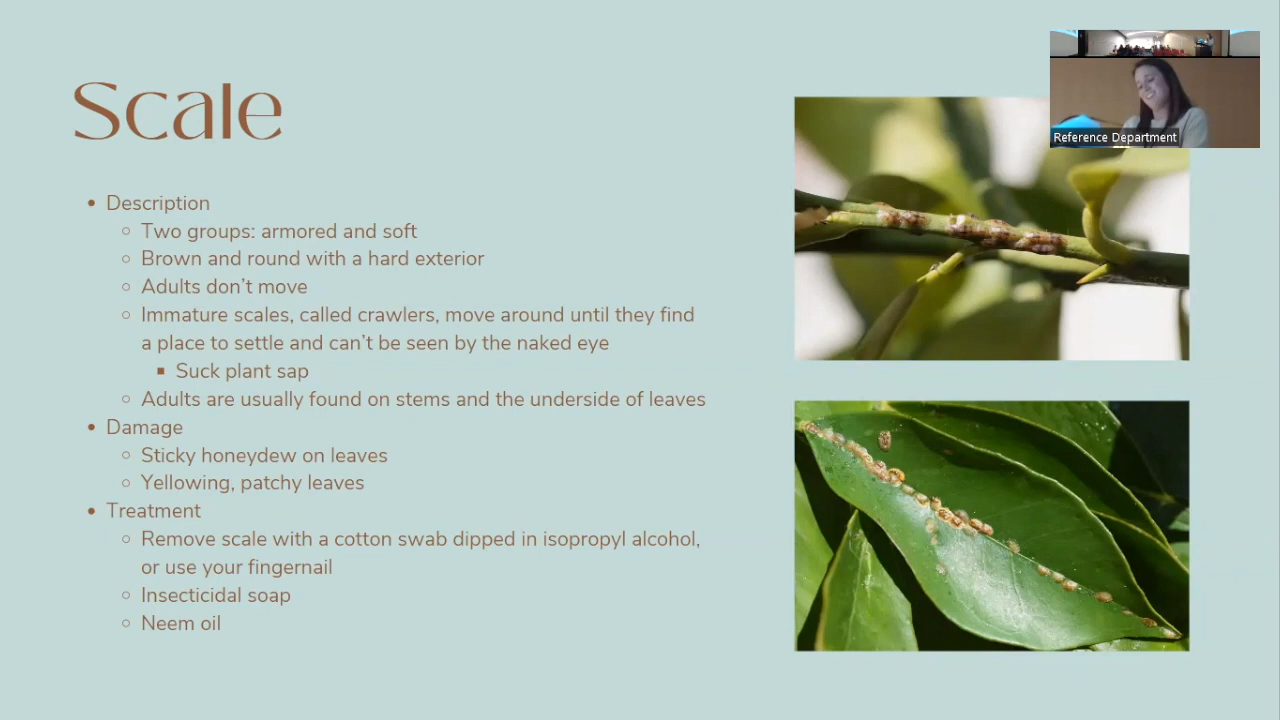 Scale
Reference Department
• Description
○ Two groups: armored and soft
○ Brown and round with a hard exterior
○ Adults don’t move
○ Immature scales, called crawlers, move around until they find
a place to settle and can’t be seen by the naked eye
▪ Suck plant sap
○ Adults are usually found on stems and the underside of leaves
• Damage
○ Sticky honeydew on leaves
○ Yellowing, patchy leaves
• Treatment
○ Remove scale with a cotton swab dipped in isopropyl alcohol,
or use your fingernail
○ Insecticidal soap
○ Neem oil